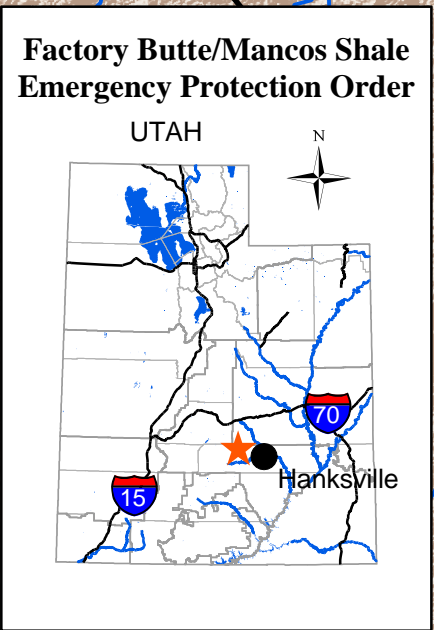 Factory Butte/Mancos Shale
Emergency Protection Order
UTAH
N
70
Hanksville
15